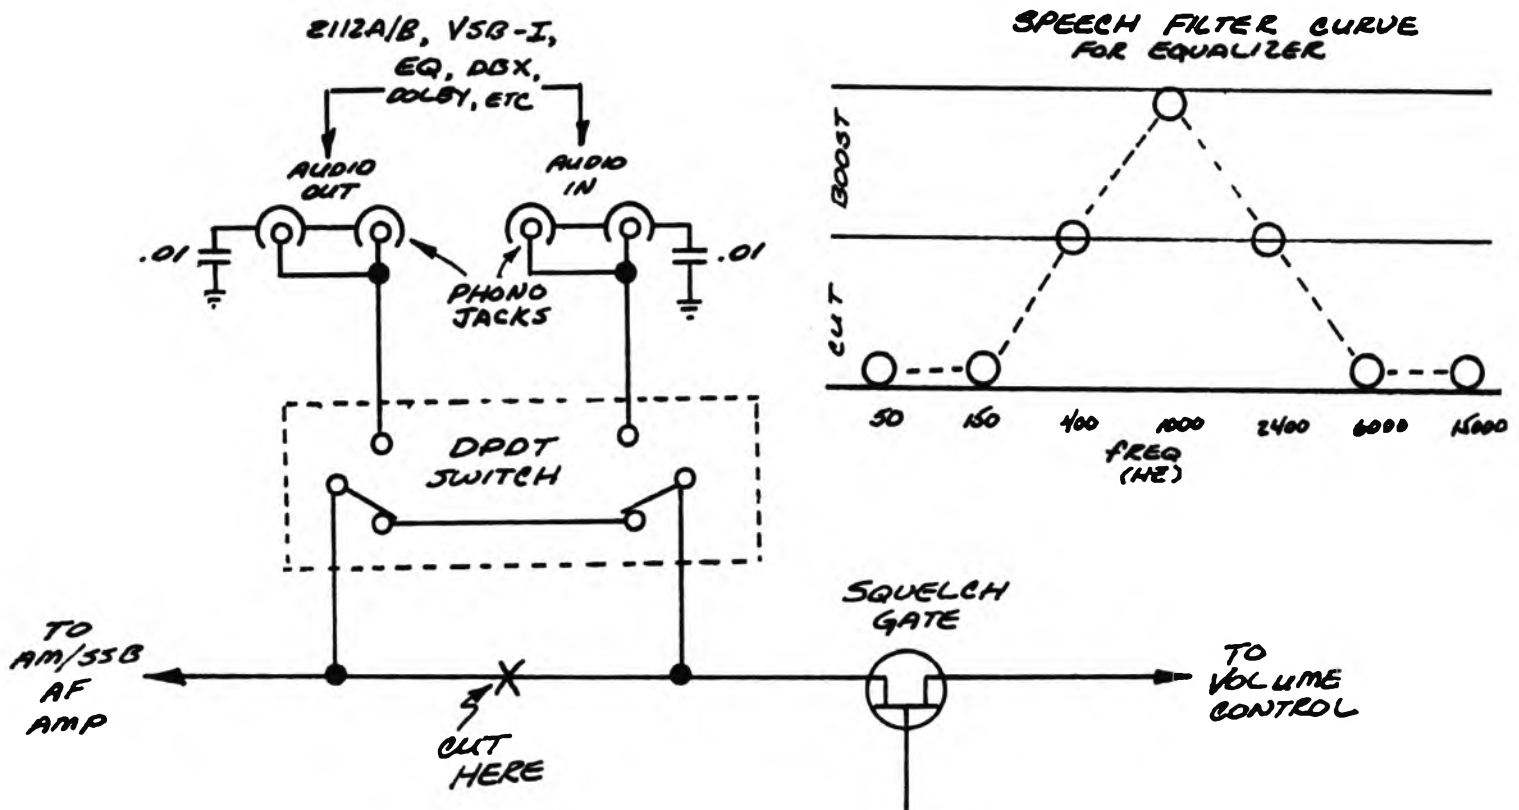 2112A/B, VSB-I,
EQ, DBX,
DOLBY, ETC
AUDIO
OUT
AUDIO
IN
.01
.01
PHONO
JACKS
DPDT
SWITCH
TO
AM/SSB
AF
AMP
CUT
HERE
SQUELCH
GATE
TO
VOLUME
CONTROL
SPEECH FILTER CURVE
FOR EQUALIZER
BOOST
CUT
50 150 400 1000 2400 6000 15000
FREQ
(HZ)